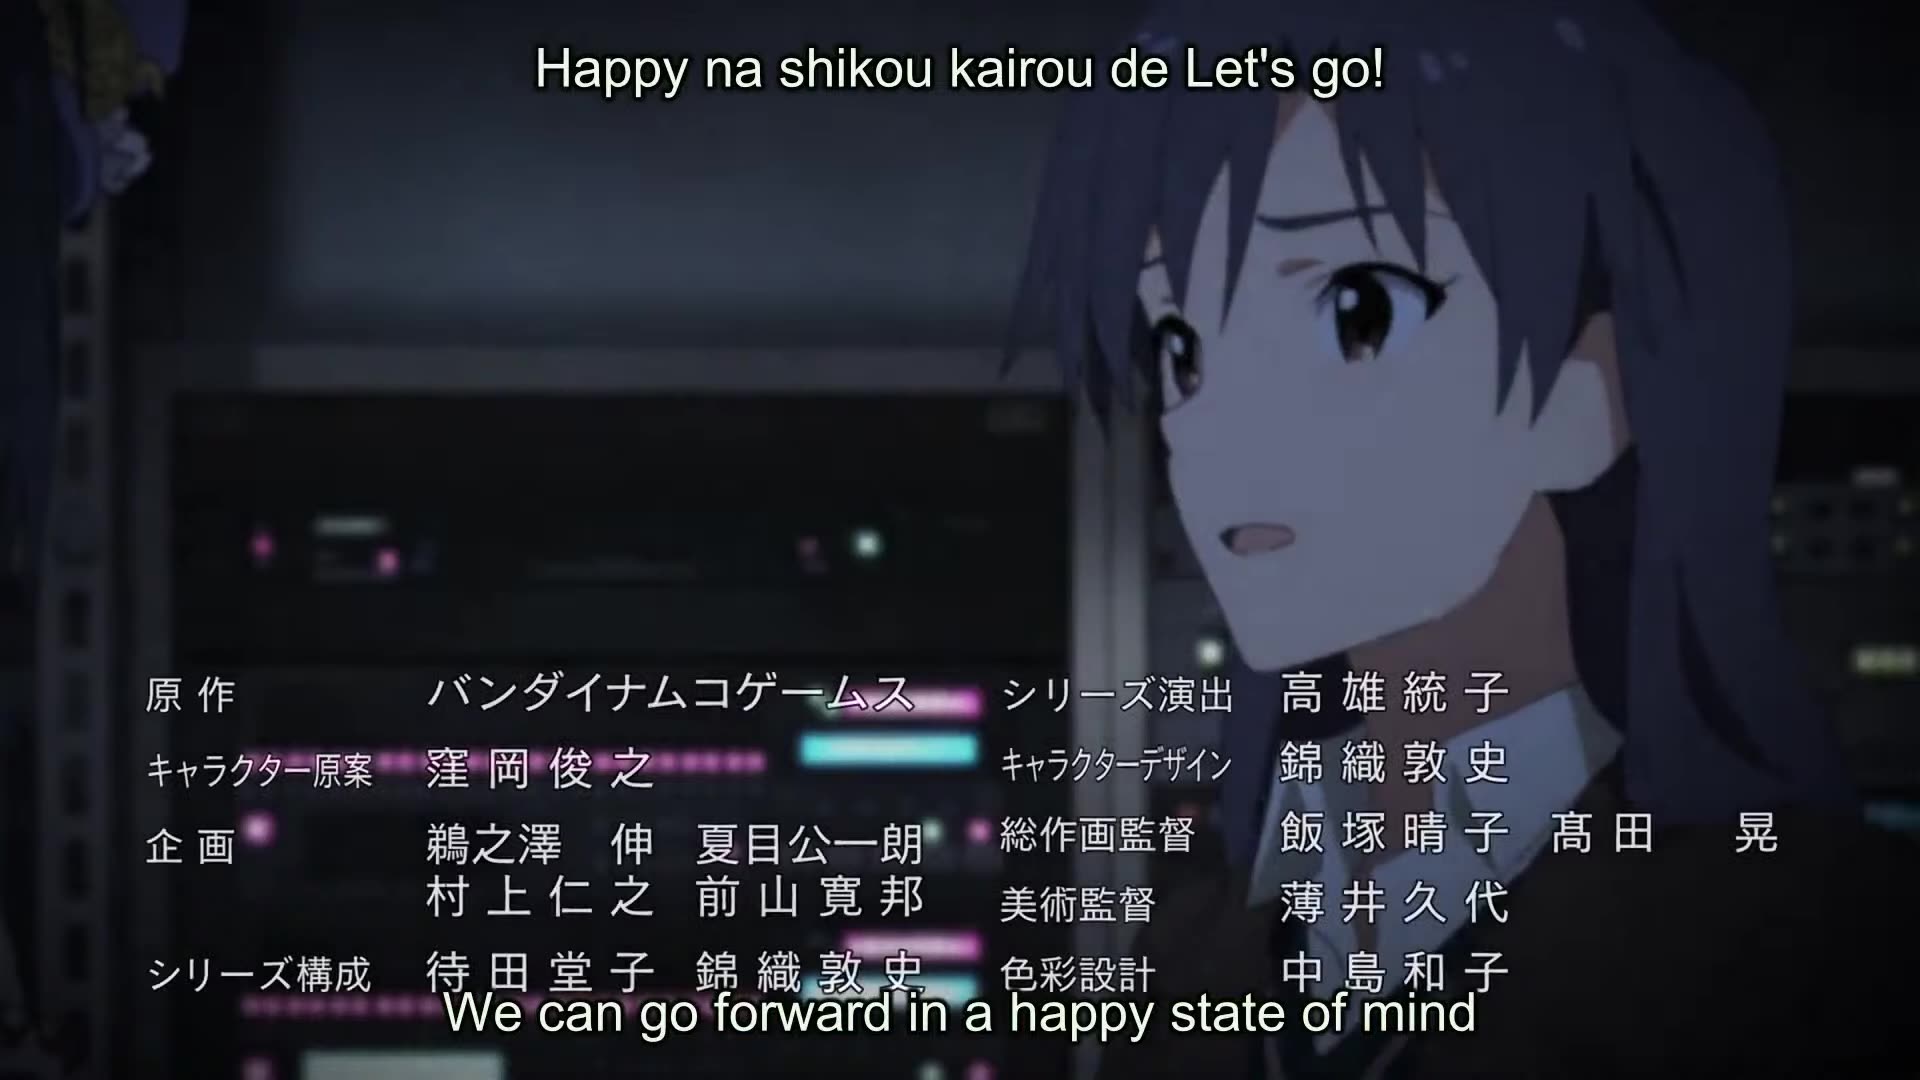 Happy na shikou kairou de Let's go!
原作 バンダイナムコゲームス
キャラクター原案 窪岡俊之
企画 鵜之澤 伸 夏目公一朗
村上仁之 前山寛邦
シリーズ構成 待田堂子 錦織敦史
シリーズ演出 高雄統子
キャラクターデザイン 錦織敦史
総作画監督 飯塚晴子 髙田 晃
美術監督 薄井久代
色彩設計 中島和子
We can go forward in a happy state of mind